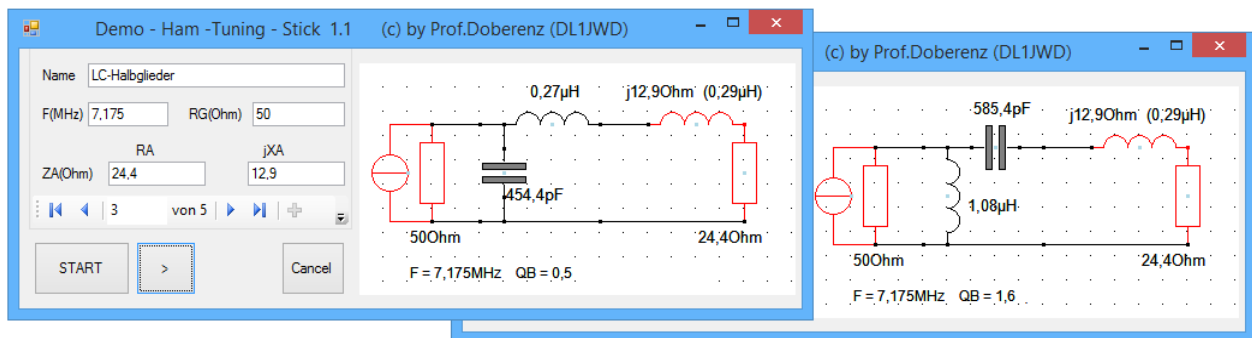 Demo - Ham -Tuning - Stick 1.1 (c) by Prof.Doberenz (DL1JWD)
Name LC-Halbglieder
F(MHz) 7,175 RG(Ohm) 50
RA jXA
ZA(Ohm) 24,4 12,9
3 von 5
START > Cancel
0,27µH j12,9Ohm (0,29µH)
454,4pF
50Ohm 24,4Ohm
F = 7,175MHz QB = 0,5
(c) by Prof.Doberenz (DL1JWD)
585,4pF j12,9Ohm (0,29µH)
1,08µH
50Ohm 24,4Ohm
F = 7,175MHz QB = 1,6